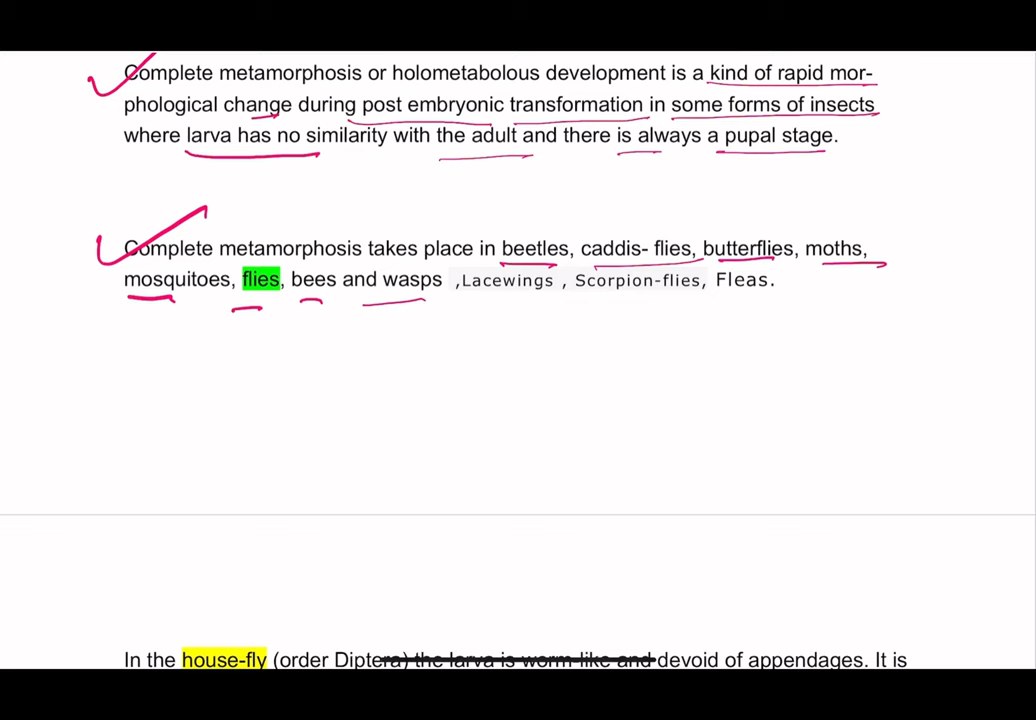 Complete metamorphosis or holometabolous development is a kind of rapid mor-
phological change during post embryonic transformation in some forms of insects
where larva has no similarity with the adult and there is always a pupal stage.
Complete metamorphosis takes place in beetles, caddis- flies, butterflies, moths,
mosquitoes, flies, bees and wasps ,Lacewings , Scorpion-flies, Fleas.
In the house-fly (order Diptera) the larva is worm-like and devoid of appendages. It is